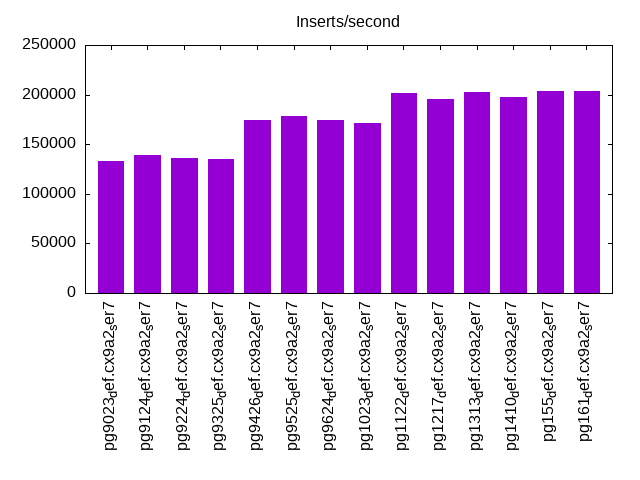 Inserts/second
250000
200000
150000
100000
50000
0
pg9023def.cx9a2ser7
pg9124def.cx9a2ser7
pg9224def.cx9a2ser7
pg9325def.cx9a2ser7
pg9426def.cx9a2ser7
pg9525def.cx9a2ser7
pg9624def.cx9a2ser7
pg1023def.cx9a2ser7
pg1122def.cx9a2ser7
pg1217def.cx9a2ser7
pg1313def.cx9a2ser7
pg1410def.cx9a2ser7
pg155def.cx9a2ser7
pg161def.cx9a2ser7